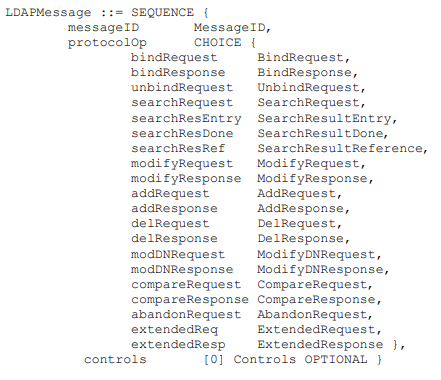 LDAPMessage ::= SEQUENCE {
messageID MessageID,
protocolOp CHOICE {
bindRequest BindRequest,
bindResponse BindResponse,
unbindRequest UnbindRequest,
searchRequest SearchRequest,
searchResEntry SearchResultEntry,
searchResDone SearchResultDone,
searchResRef SearchResultReference,
modifyRequest ModifyRequest,
modifyResponse ModifyResponse,
addRequest AddRequest,
addResponse AddResponse,
delRequest DelRequest,
delResponse DelResponse,
modDNRequest ModifyDNRequest,
modDNResponse ModifyDNResponse,
compareRequest CompareRequest,
compareResponse CompareResponse,
abandonRequest AbandonRequest,
extendedReq ExtendedRequest,
extendedResp ExtendedResponse },
controls [0] Controls OPTIONAL }